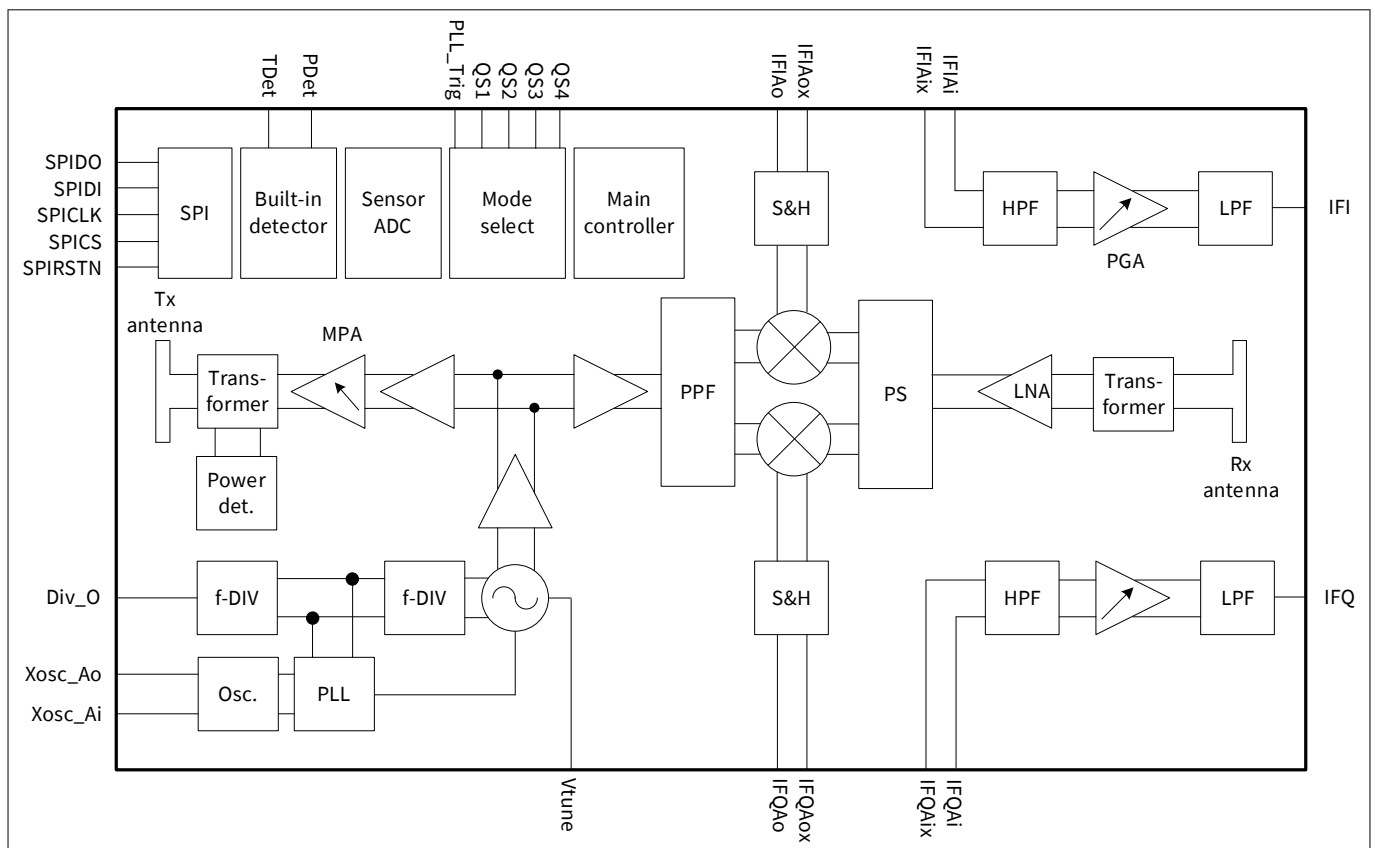 TDet
PDet
PLL_Trig
QS1
QS2
QS3
QS4
IFIAo
IFIAox
IFIAix
IFIAi
SPIDO
SPIDI
SPICLK
SPICS
SPIRSTN
SPI
Built-in
detector
Sensor
ADC
Mode
select
Main
controller
S&H
HPF
PGA
LPF
IFI
Tx
antenna
Trans-
former
MPA
Power
det.
PPF
PS
LNA
Trans-
former
Rx
antenna
Div_O
f-DIV
f-DIV
S&H
HPF
LPF
IFQ
Xosc_Ao
Xosc_Ai
Osc.
PLL
Vtune
IFQAo
IFQAox
IFQAix
IFQAi